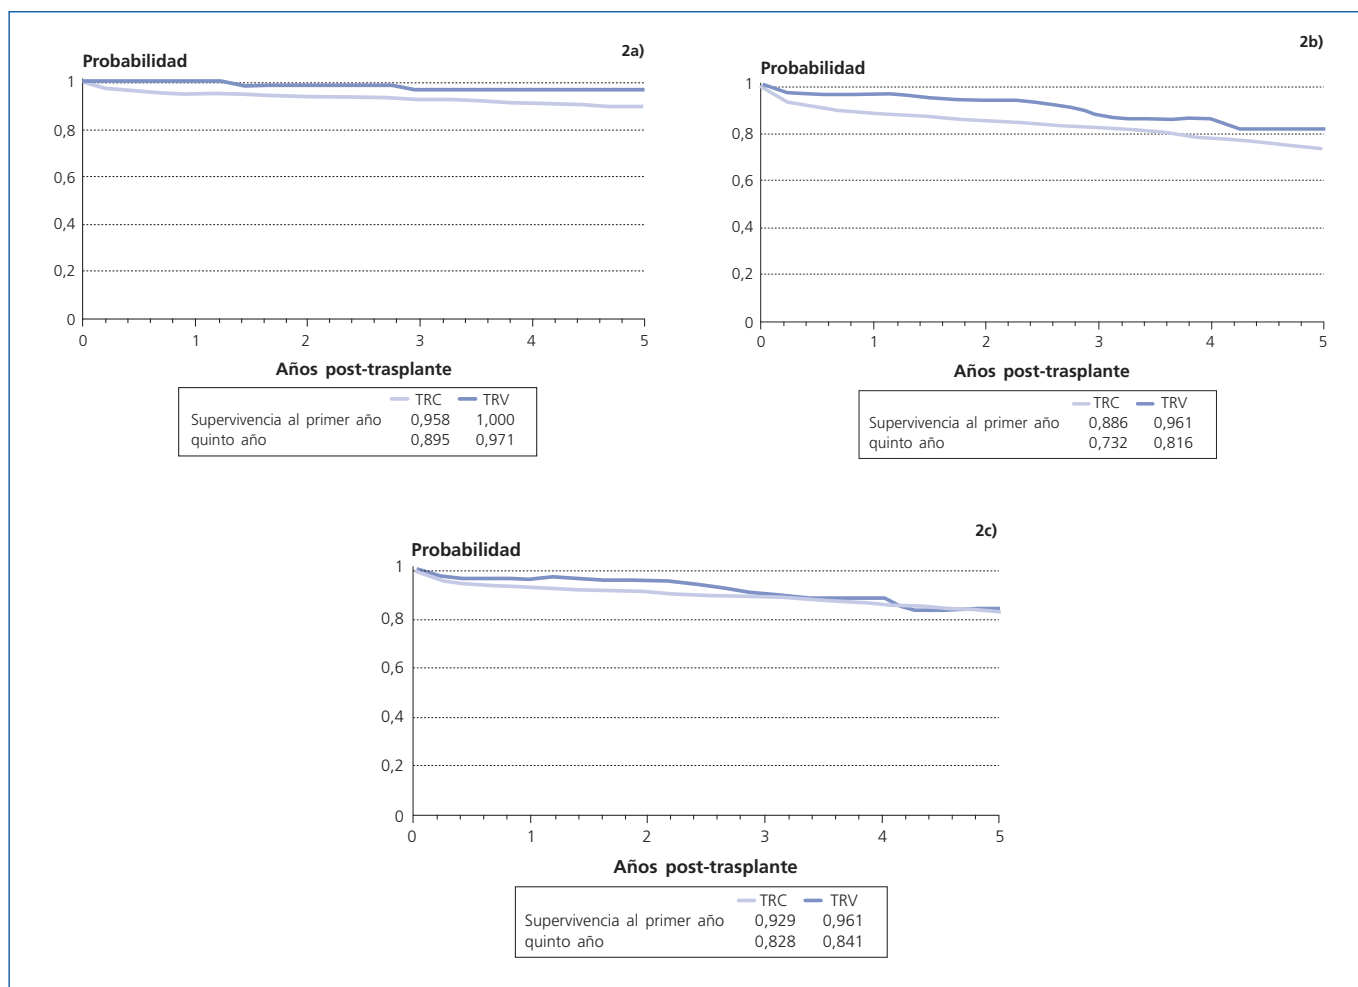 2a)
Probabilidad
1
0,8
0,6
0,4
0,2
0
0 1 2 3 4 5
Años post-trasplante
TRC TRV
Supervivencia al primer año 0,958 1,000
quinto año 0,895 0,971
2b)
Probabilidad
1
0,8
0,6
0,4
0,2
0
0 1 2 3 4 5
Años post-trasplante
TRC TRV
Supervivencia al primer año 0,886 0,961
quinto año 0,732 0,816
2c)
Probabilidad
1
0,8
0,6
0,4
0,2
0
0 1 2 3 4 5
Años post-trasplante
TRC TRV
Supervivencia al primer año 0,929 0,961
quinto año 0,828 0,841